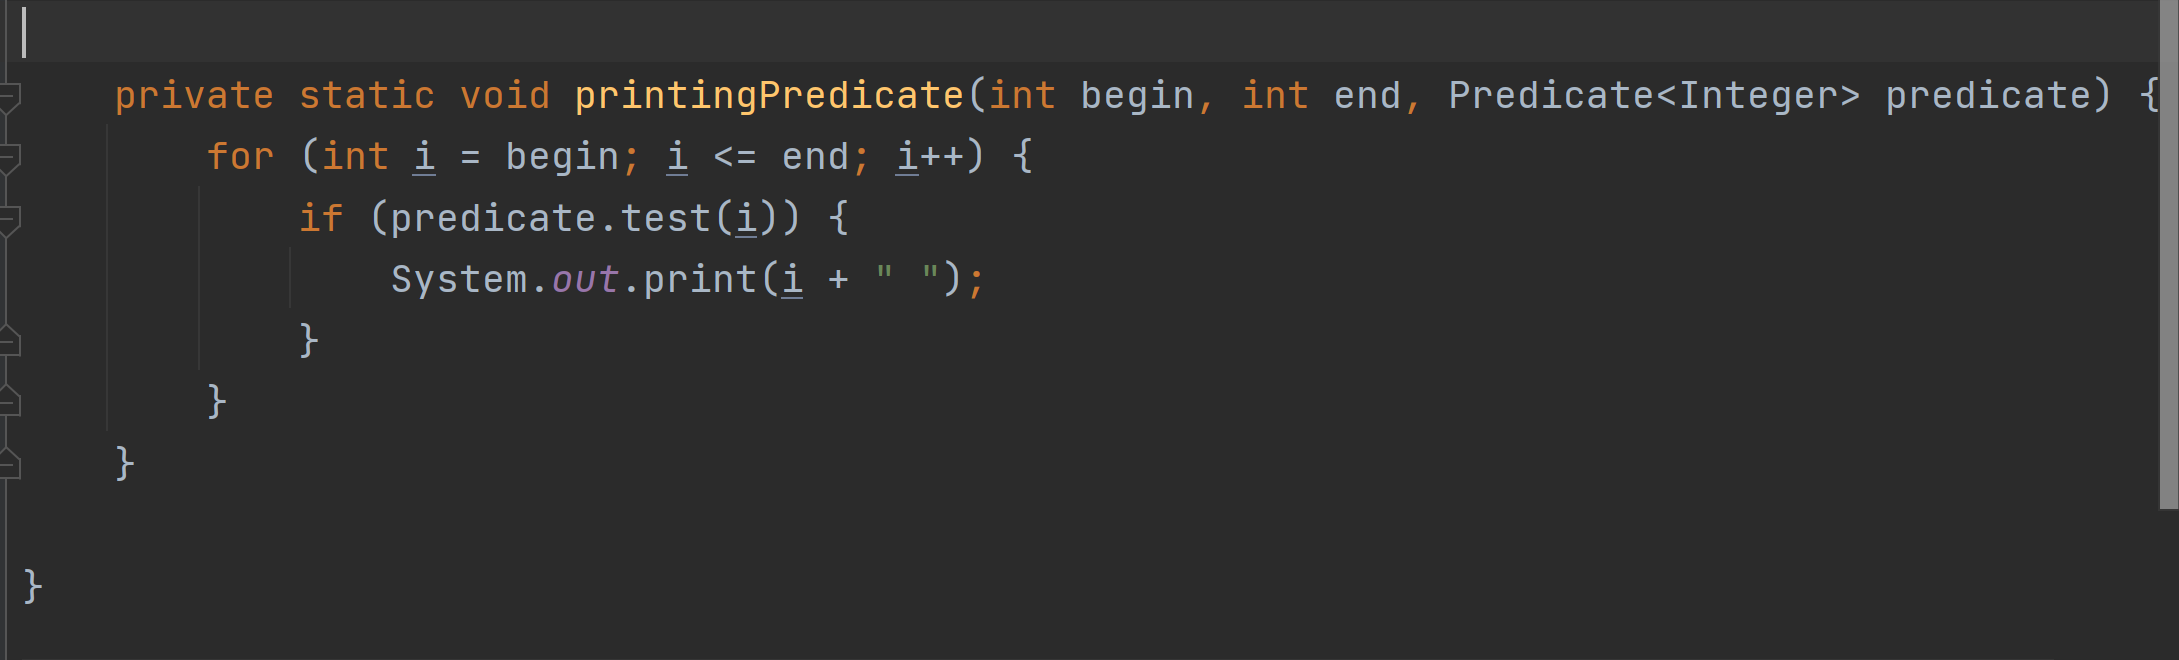 private static void printingPredicate(int begin, int end, Predicate<Integer> predicate) {
for (int i = begin; i <= end; i++) {
if (predicate.test(i)) {
System.out.print(i + " ");
}
}
}
}